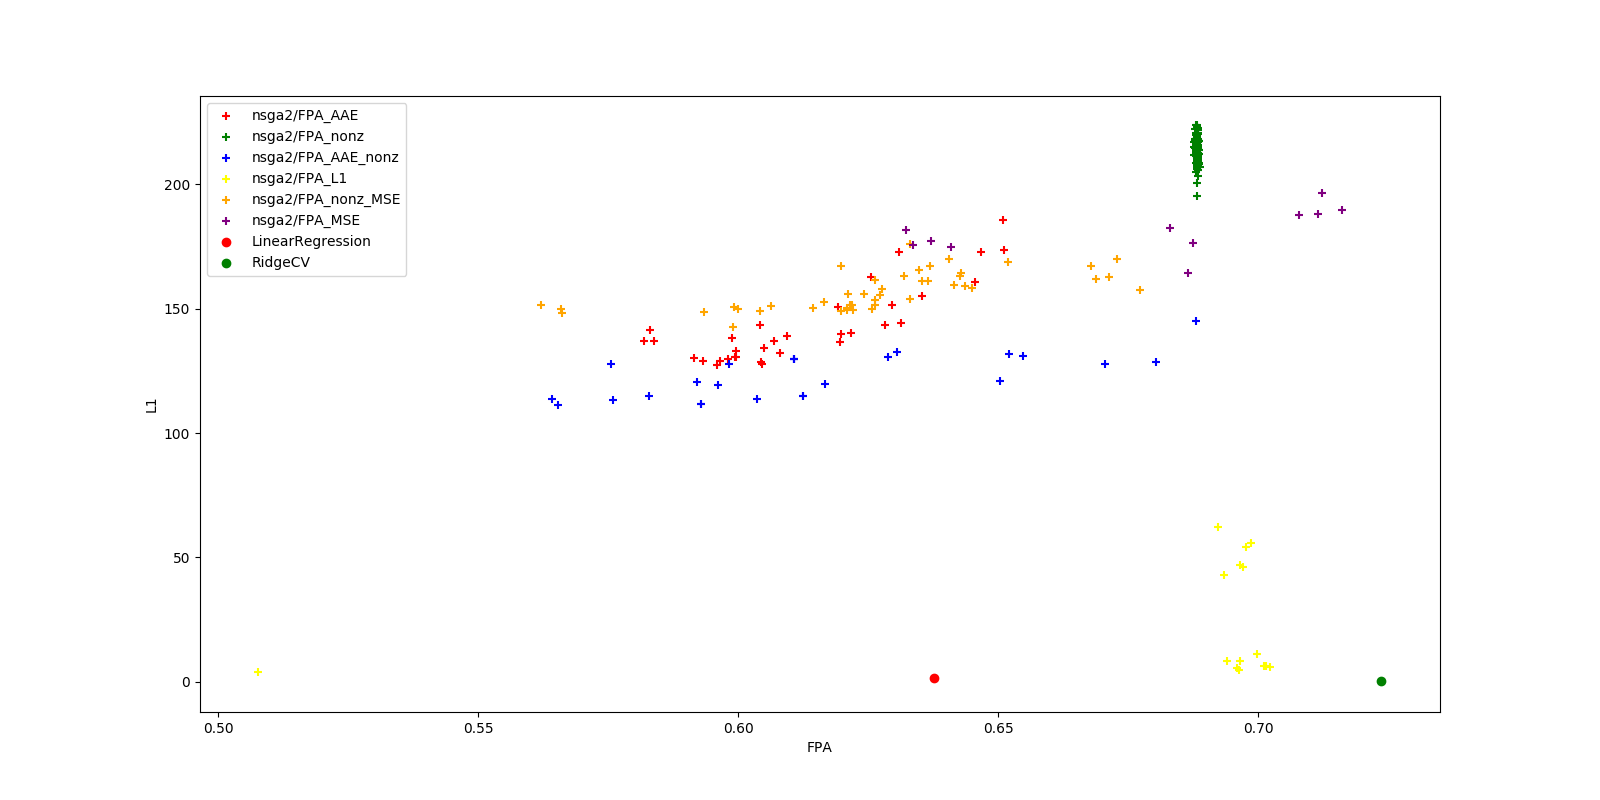 nsga2/FPA_AAE
nsga2/FPA_nonz
nsga2/FPA_AAE_nonz
nsga2/FPA_L1
nsga2/FPA_nonz_MSE
nsga2/FPA_MSE
LinearRegression
RidgeCV
200
150
100
50
0
L1
0.50 0.55 0.60 0.65 0.70
FPA